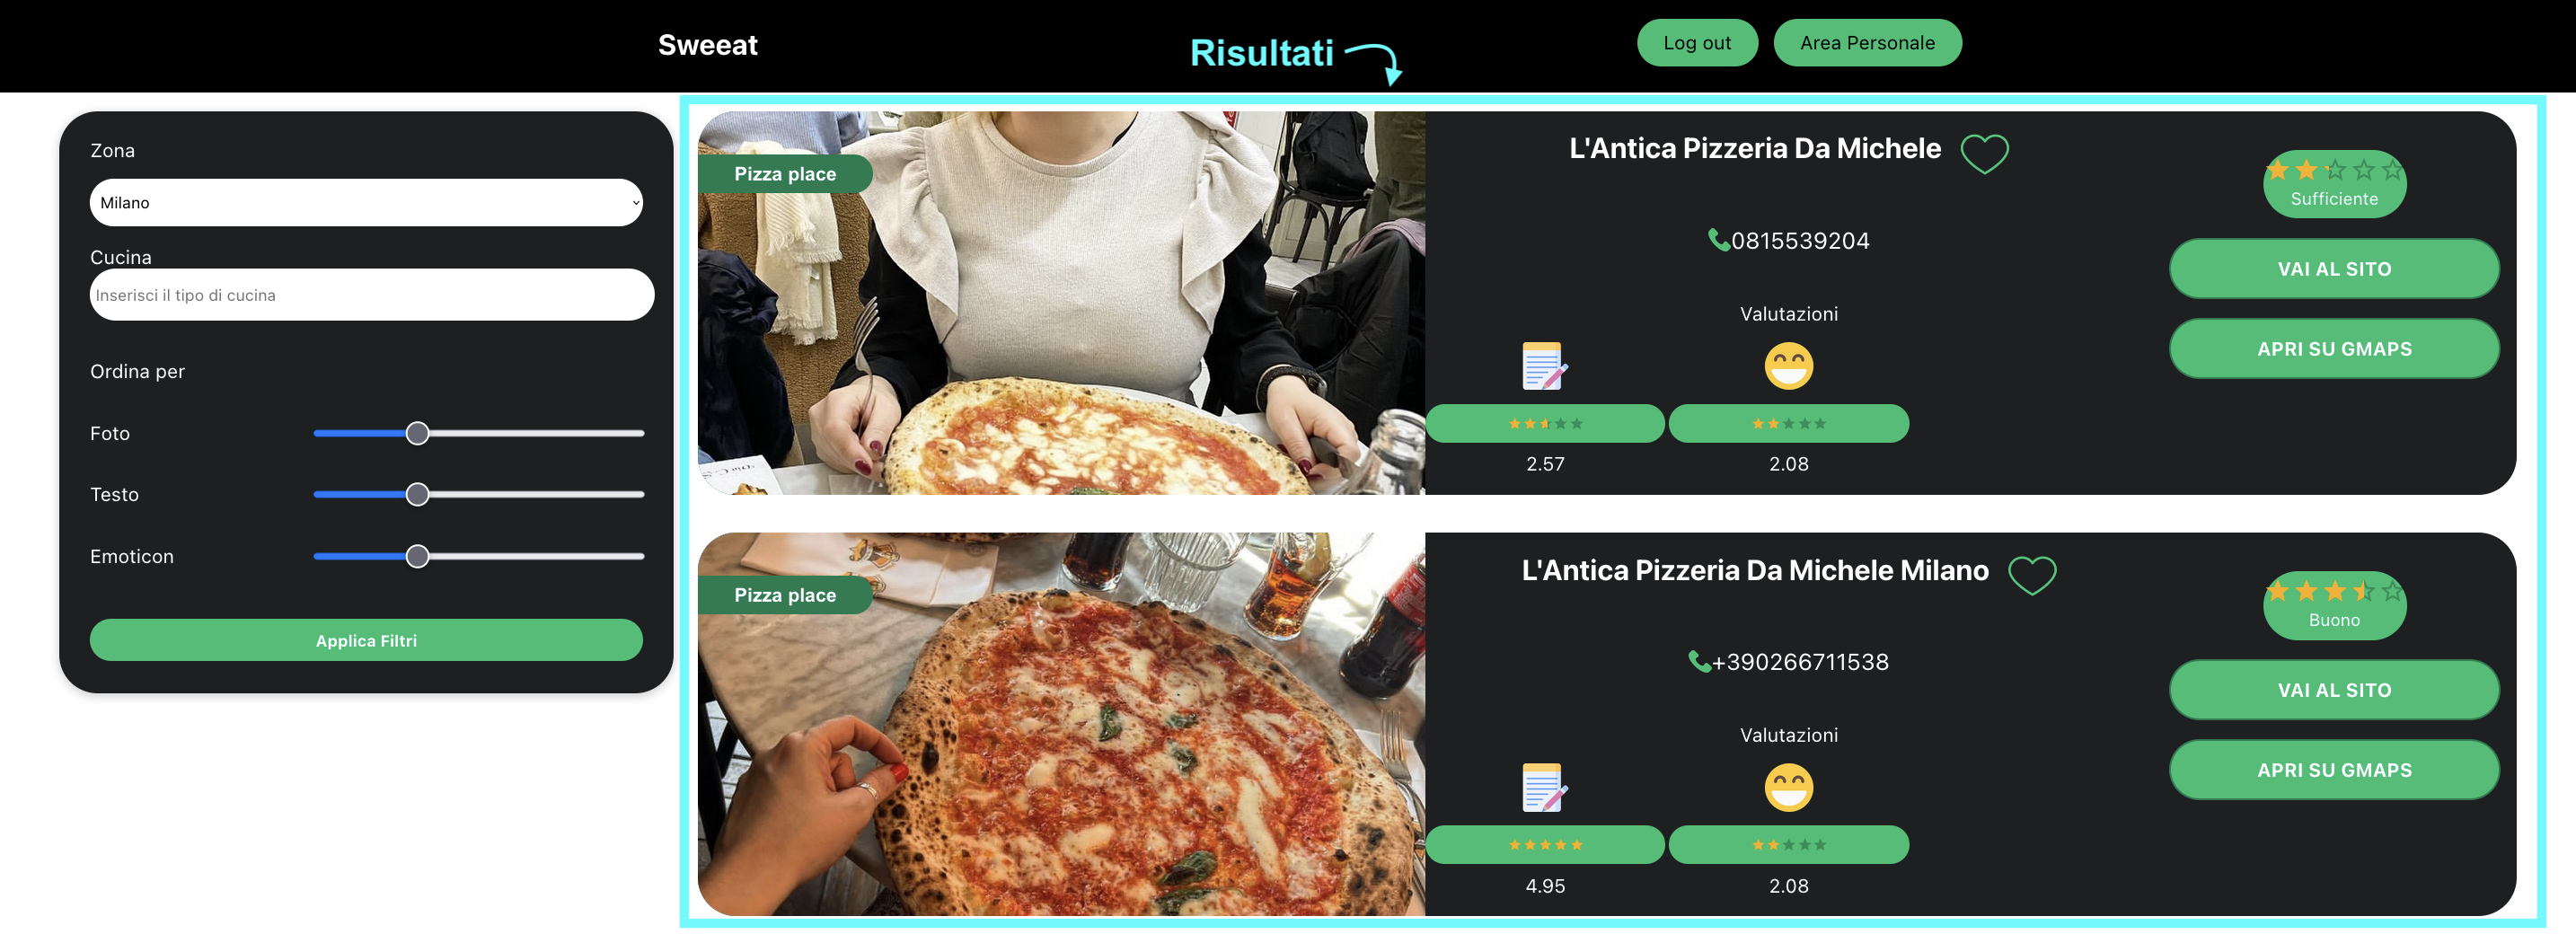 Sweeat
Risultati
Log out
Area Personale
Zona
Milano
Cucina
Inserisci il tipo di cucina
Ordina per
Foto
Testo
Emoticon
Applica Filtri
Pizza place
L'Antica Pizzeria Da Michele
0815539204
Valutazioni
2.57
2.08
Sufficiente
VAI AL SITO
APRI SU GMAPS
Pizza place
L'Antica Pizzeria Da Michele Milano
+390266711538
Valutazioni
4.95
2.08
Buono
VAI AL SITO
APRI SU GMAPS